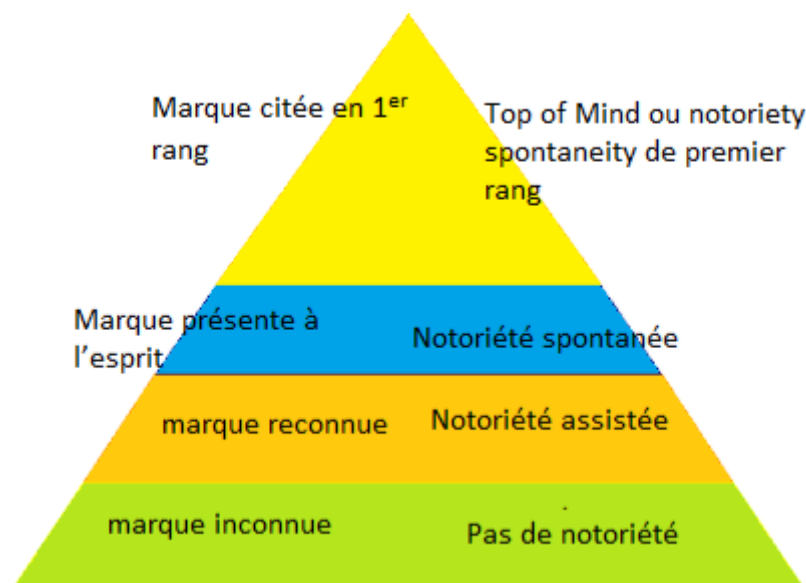 Marque citée en 1er
rang
Top of Mind ou notoriety
spontaneity de premier
rang
Marque présente à
l’esprit
Notoriété spontanée
marque reconnue
Notoriété assistée
marque inconnue
Pas de notoriété